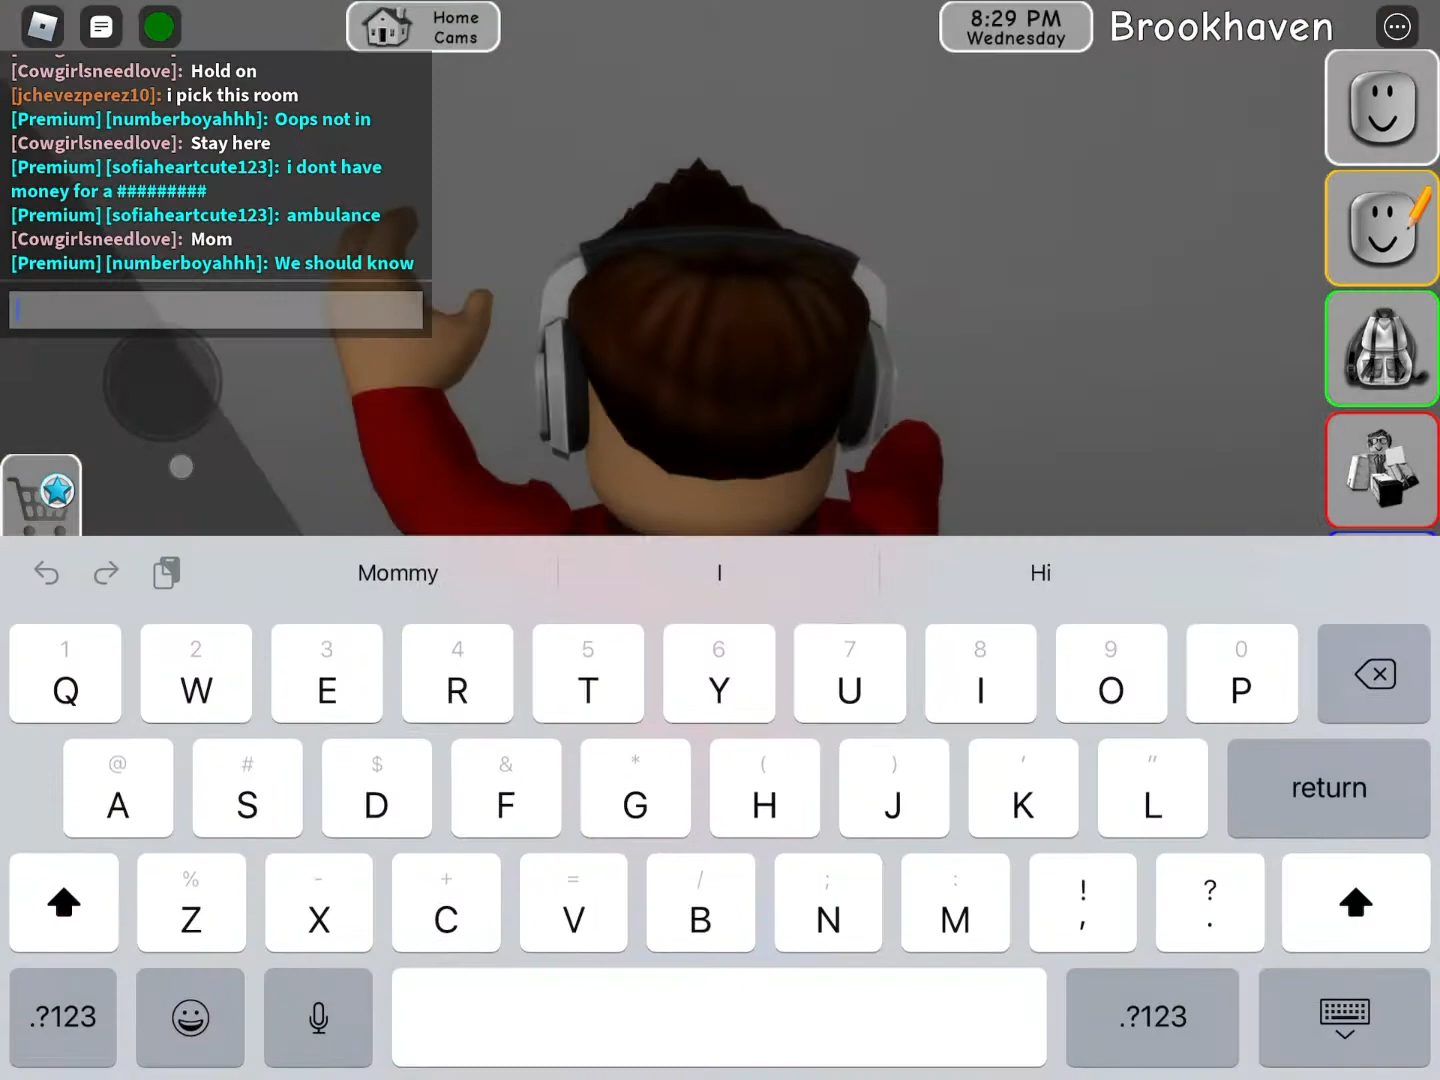 Home
Cams
8:29 PM
Wednesday
Brookhaven
[Cowgirlsneedlove]: Hold on
[jchevezperez10]: i pick this room
[Premium] [numberboyahhh]: Oops not in
[Cowgirlsneedlove]: Stay here
[Premium] [sofiaheartcute123]: i dont have
money for a #########
[Premium] [sofiaheartcute123]: ambulance
[Cowgirlsneedlove]: Mom
[Premium] [numberboyahhh]: We should know
Mommy I Hi
1 2 3 4 5 6 7 8 9 0
Q W E R T Y U I O P
@ # $ & * ( ) ' "
A S D F G H J K L return
% - + = / ; : ! ?
Z X C V B N M , .
.?123 .?123